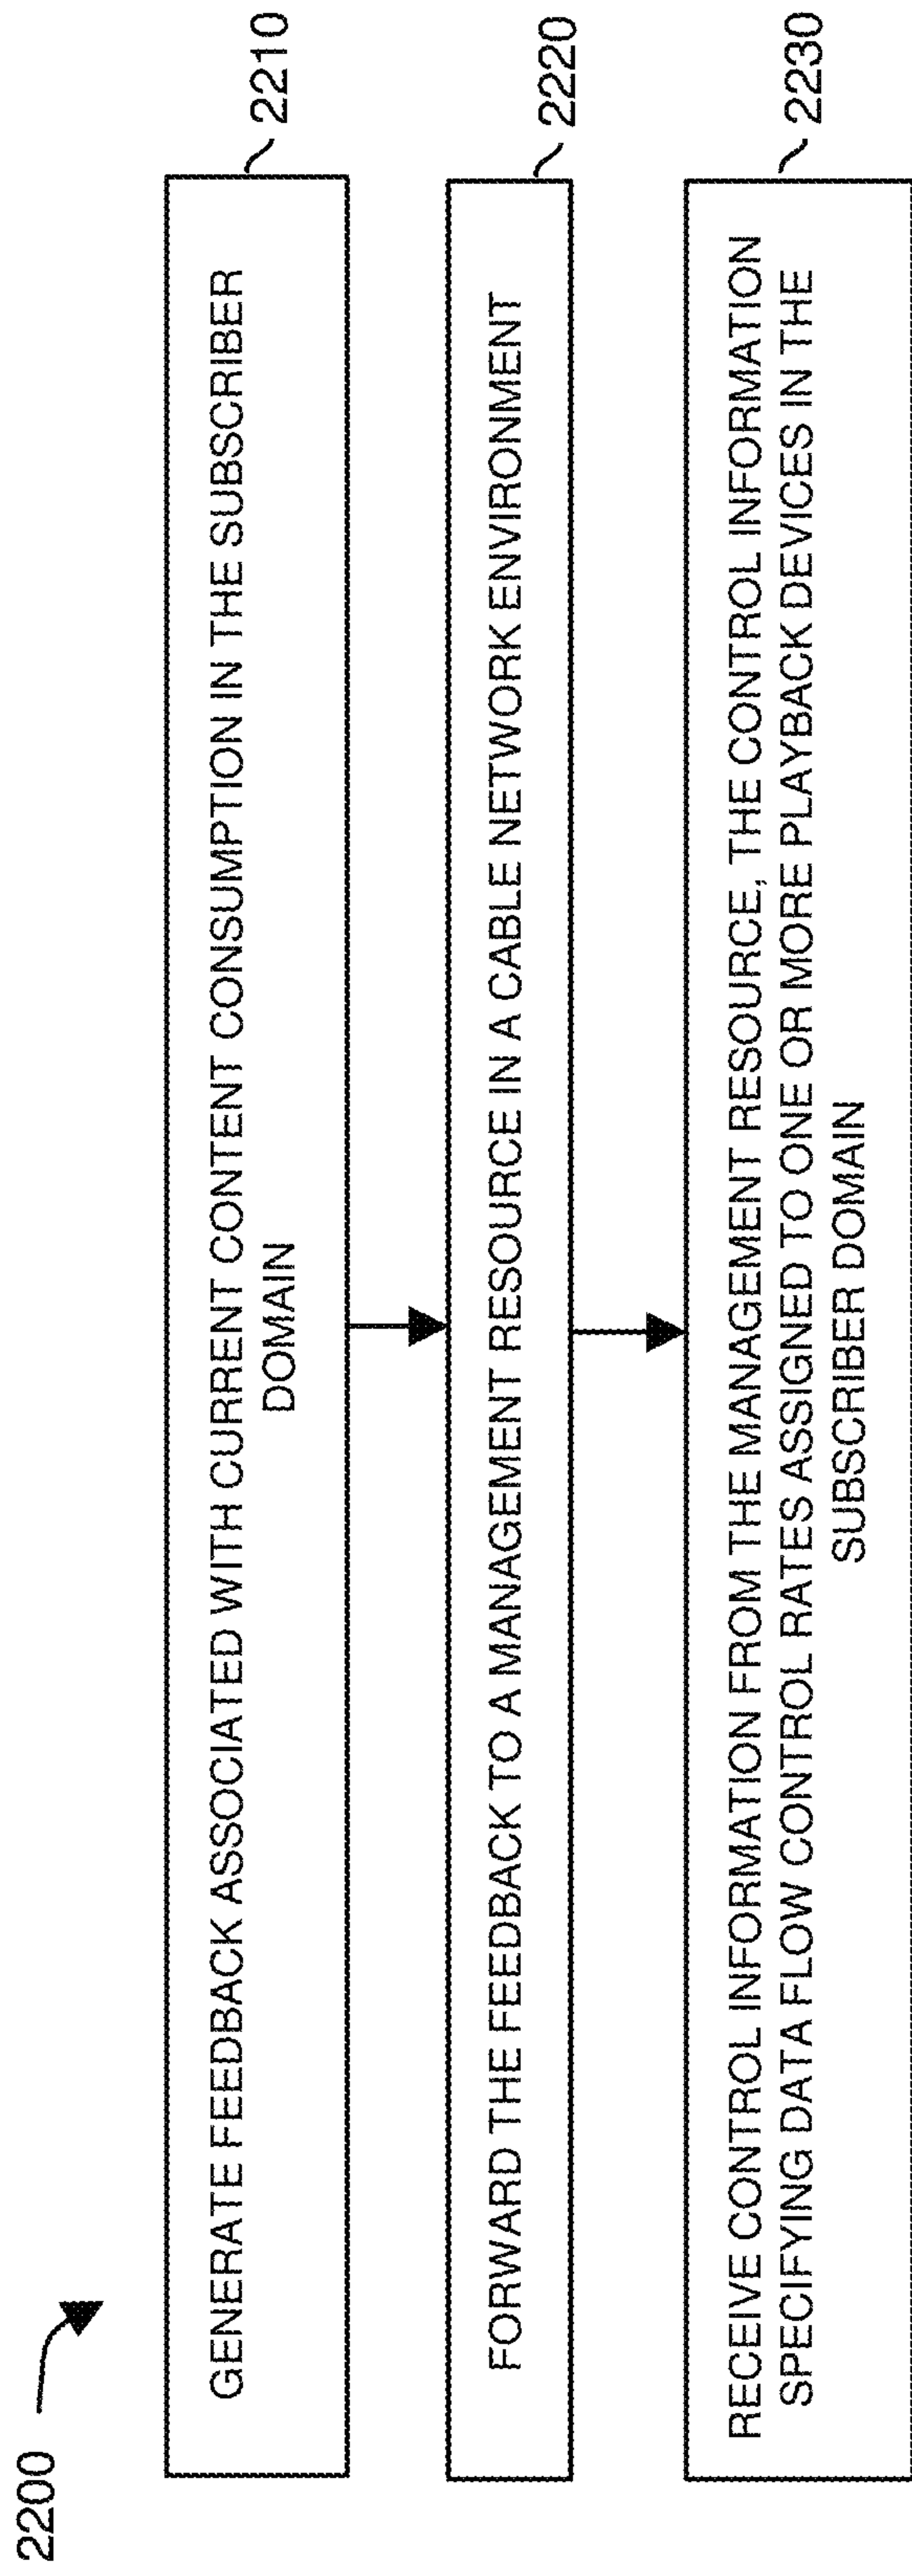 2200
GENERATE FEEDBACK ASSOCIATED WITH CURRENT CONTENT CONSUMPTION IN THE SUBSCRIBER
DOMAIN
2210
FORWARD THE FEEDBACK TO A MANAGEMENT RESOURCE IN A CABLE NETWORK ENVIRONMENT
2220
RECEIVE CONTROL INFORMATION FROM THE MANAGEMENT RESOURCE, THE CONTROL INFORMATION
SPECIFYING DATA FLOW CONTROL RATES ASSIGNED TO ONE OR MORE PLAYBACK DEVICES IN THE
SUBSCRIBER DOMAIN
2230